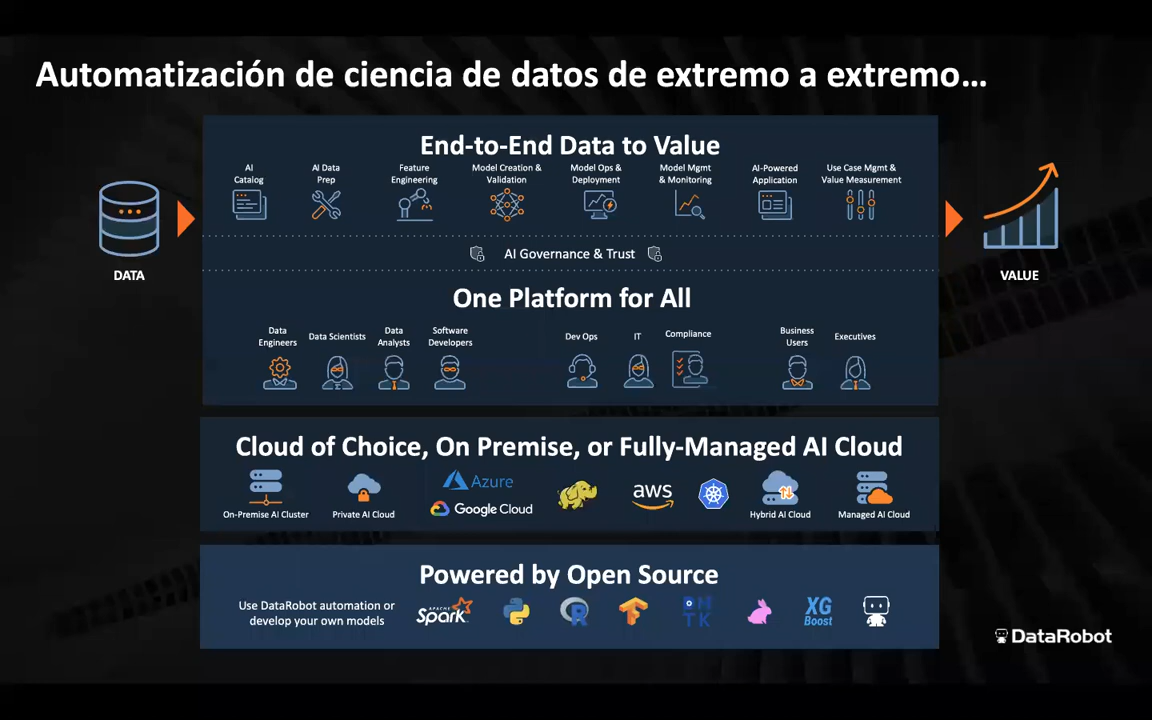 Automatización de ciencia de datos de extremo a extremo...
End-to-End Data to Value
AI
Catalog
AI Data
Prep
Feature
Engineering
Model Creation &
Validation
Model Ops &
Deployment
Model Mgmt
& Monitoring
AI-Powered
Application
Use Case Mgmt &
Value Measurement
DATA
VALUE
AI Governance & Trust
One Platform for All
Data
Engineers
Data Scientists
Data
Analysts
Software
Developers
Dev Ops
IT
Compliance
Business
Users
Executives
Cloud of Choice, On Premise, or Fully-Managed AI Cloud
On-Premise AI Cluster
Private AI Cloud
Azure
Google Cloud
aws
Hybrid AI Cloud
Managed AI Cloud
Powered by Open Source
Use DataRobot automation or
develop your own models
APACHE
Spark
R
XG
Boost
DataRobot